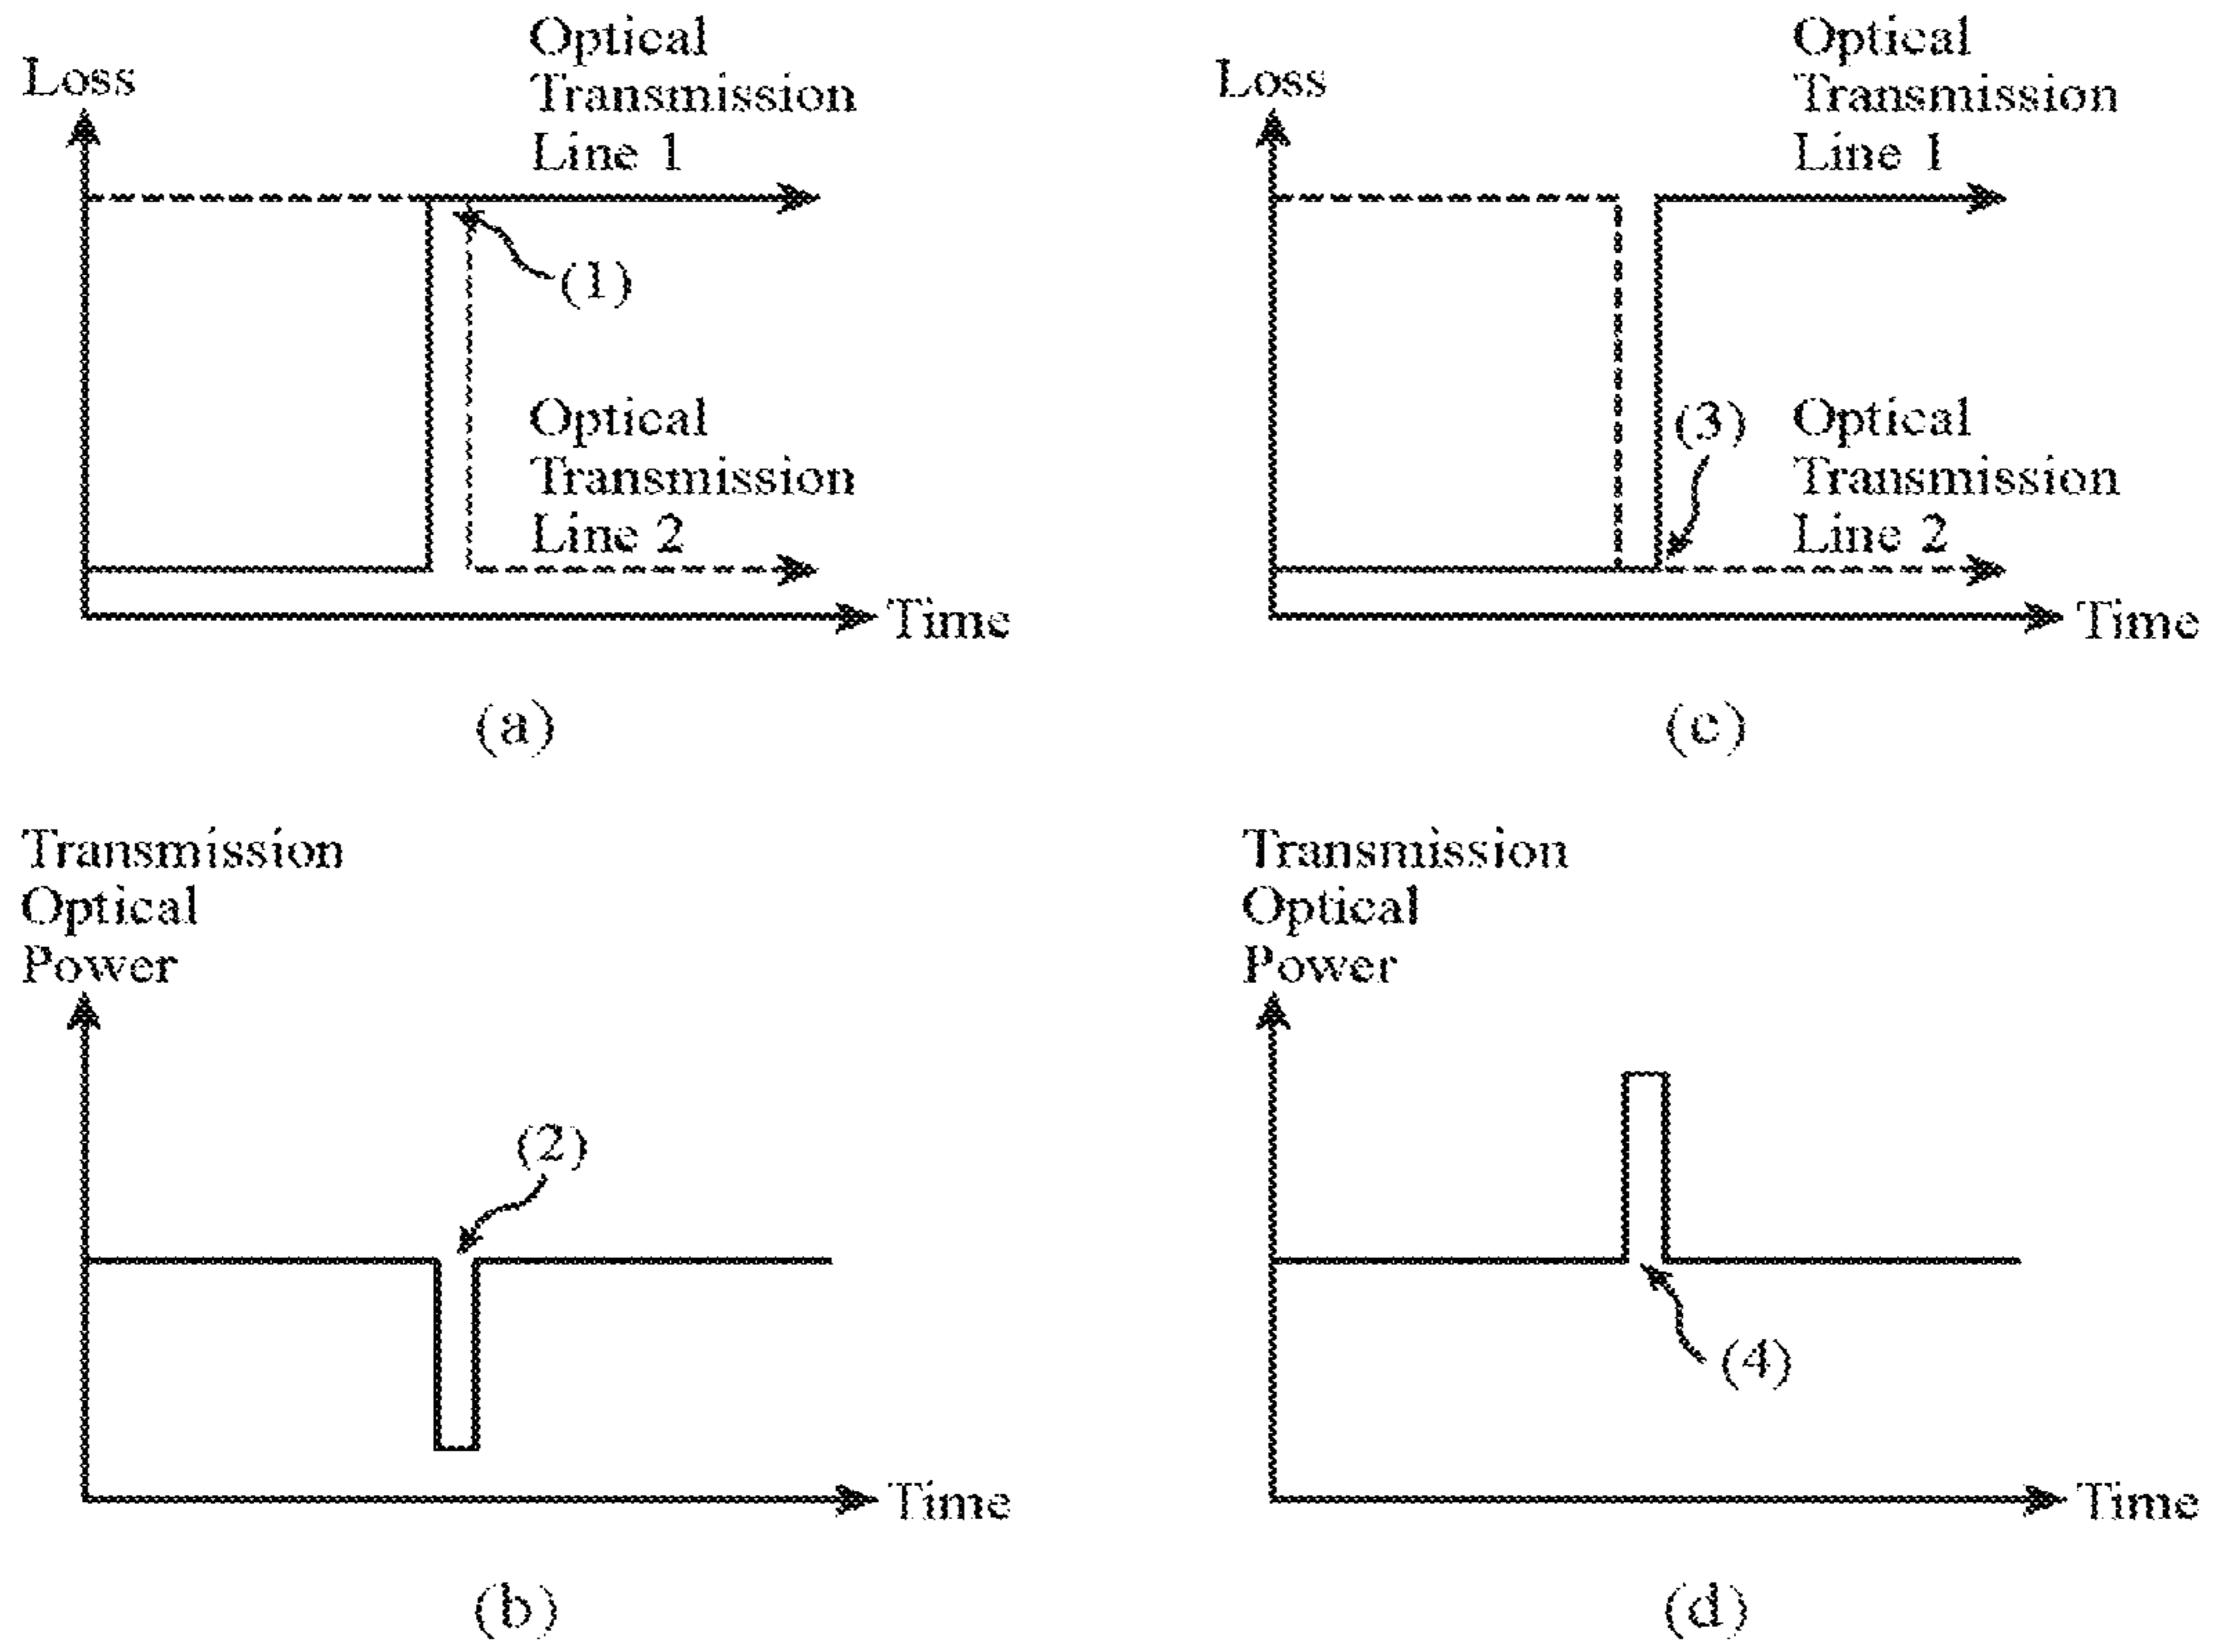 Loss
Optical
Transmission
Line 1
(1)
Optical
Transmission
Line 2
Time
(a)
Loss
Optical
Transmission
Line 1
(3)
Optical
Transmission
Line 2
Time
(c)
Transmission
Optical
Power
(2)
Time
(b)
Transmission
Optical
Power
(4)
Time
(d)